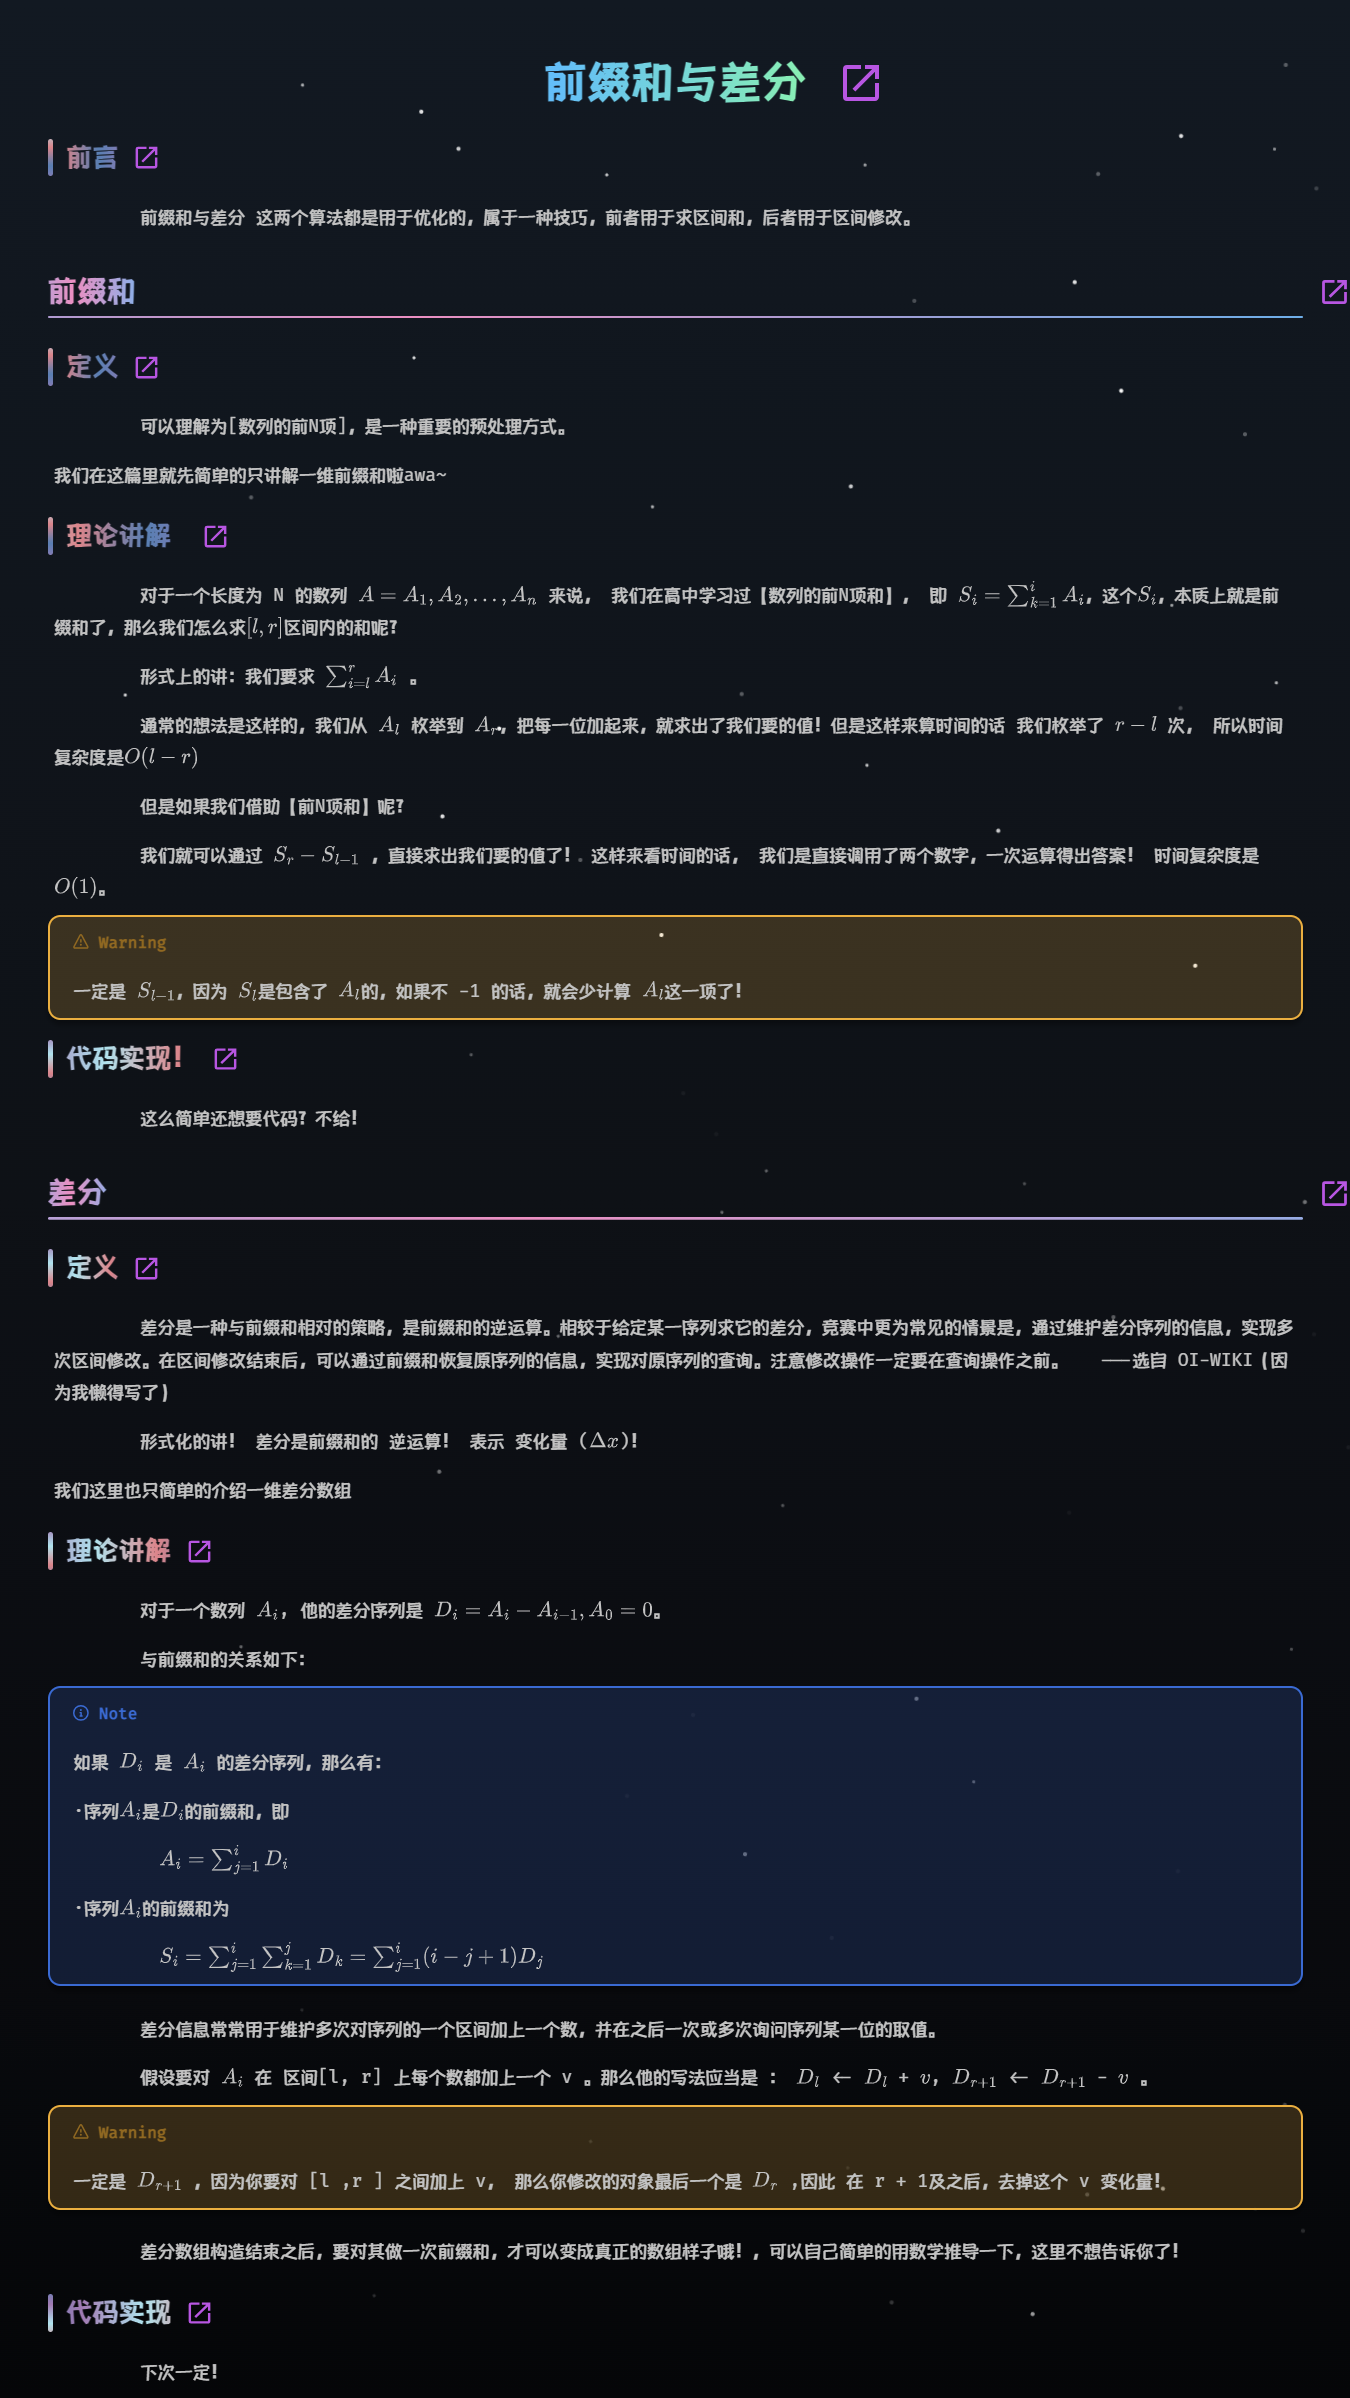 前缀和与差分
前言
前缀和与差分 这两个算法都是用于优化的，属于一种技巧，前者用于求区间和，后者用于区间修改。
前缀和
定义
可以理解为[数列的前N项]，是一种重要的预处理方式。
我们在这篇里就先简单的只讲解一维前缀和啦awa~
理论讲解
对于一个长度为 N 的数列 $A = A_1, A_2, \ldots, A_n$ 来说， 我们在高中学习过【数列的前N项和】， 即 $S_i = \sum_{k=1}^{i} A_i$，这个$S_i$，本质上就是前
缀和了，那么我们怎么求$[l, r]$区间内的和呢？
形式上的讲：我们要求 $\sum_{i=l}^{r} A_i$ 。
通常的想法是这样的，我们从 $A_l$ 枚举到 $A_r$，把每一位加起来，就求出了我们要的值！但是这样来算时间的话 我们枚举了 $r - l$ 次， 所以时间
复杂度是$O(l - r)$
但是如果我们借助【前N项和】呢？
我们就可以通过 $S_r - S_{l-1}$ ，直接求出我们要的值了！ 这样来看时间的话， 我们是直接调用了两个数字，一次运算得出答案！ 时间复杂度是
$O(1)$。
Warning
一定是 $S_{l-1}$，因为 $S_l$是包含了 $A_l$的，如果不 -1 的话，就会少计算 $A_l$这一项了！
代码实现！
这么简单还想要代码？不给！
差分
定义
差分是一种与前缀和相对的策略，是前缀和的逆运算。相较于给定某一序列求它的差分，竞赛中更为常见的情景是，通过维护差分序列的信息，实现多
次区间修改。在区间修改结束后，可以通过前缀和恢复原序列的信息，实现对原序列的查询。注意修改操作一定要在查询操作之前。 ——选自 OI-WIKI (因
为我懒得写了)
形式化的讲！ 差分是前缀和的 逆运算！ 表示 变化量 ($\Delta x$)!
我们这里也只简单的介绍一维差分数组
理论讲解
对于一个数列 $A_i$, 他的差分序列是 $D_i = A_i - A_{i-1}, A_0 = 0$。
与前缀和的关系如下：
Note
如果 $D_i$ 是 $A_i$ 的差分序列，那么有：
·序列$A_i$是$D_i$的前缀和，即
$A_i = \sum_{j=1}^{i} D_i$
·序列$A_i$的前缀和为
$S_i = \sum_{j=1}^{i} \sum_{k=1}^{j} D_k = \sum_{j=1}^{i} (i - j + 1) D_j$
差分信息常常用于维护多次对序列的一个区间加上一个数，并在之后一次或多次询问序列某一位的取值。
假设要对 $A_i$ 在 区间[l, r] 上每个数都加上一个 v 。那么他的写法应当是 ： $D_l$ ← $D_l$ + $v$, $D_{r+1}$ ← $D_{r+1}$ - $v$ 。
Warning
一定是 $D_{r+1}$ ，因为你要对 [l ,r ] 之间加上 v， 那么你修改的对象最后一个是 $D_r$ ,因此 在 r + 1及之后，去掉这个 v 变化量！
差分数组构造结束之后，要对其做一次前缀和，才可以变成真正的数组样子哦！，可以自己简单的用数学推导一下，这里不想告诉你了！
代码实现
下次一定！